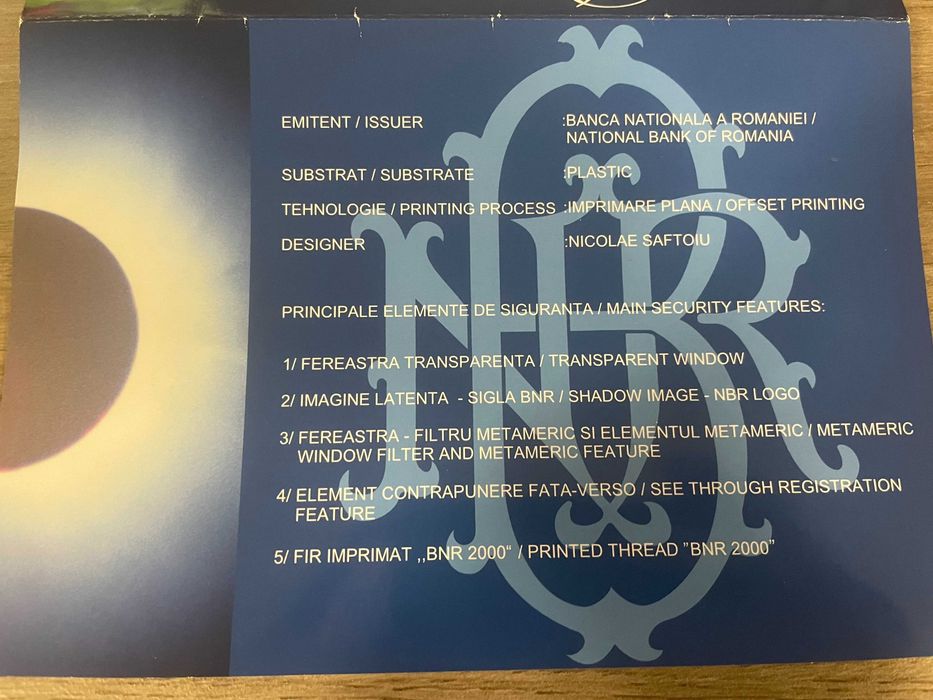 EMITENT / ISSUER :BANCA NATIONALA A ROMANIEI /
NATIONAL BANK OF ROMANIA
SUBSTRAT / SUBSTRATE :PLASTIC
TEHNOLOGIE / PRINTING PROCESS :IMPRIMARE PLANA / OFFSET PRINTING
DESIGNER :NICOLAE SAFTOIU
PRINCIPALE ELEMENTE DE SIGURANTA / MAIN SECURITY FEATURES:
1/ FEREASTRA TRANSPARENTA / TRANSPARENT WINDOW
2/ IMAGINE LATENTA - SIGLA BNR / SHADOW IMAGE - NBR LOGO
3/ FEREASTRA - FILTRU METAMERIC SI ELEMENTUL METAMERIC / METAMERIC
WINDOW FILTER AND METAMERIC FEATURE
4/ ELEMENT CONTRAPUNERE FATA-VERSO / SEE THROUGH REGISTRATION
FEATURE
5/ FIR IMPRIMAT ,,BNR 2000“ / PRINTED THREAD ”BNR 2000”